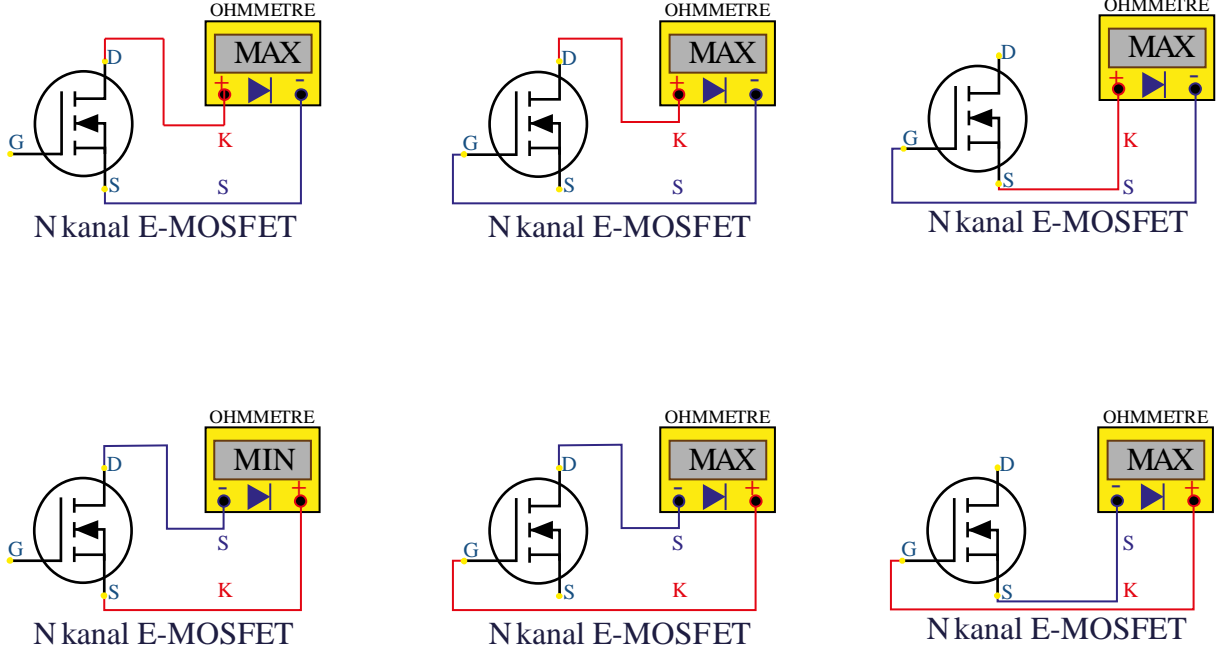 OHMMETRE
MAX
D
+ -
G
K
S
S
N kanal E-MOSFET
OHMMETRE
MAX
D
+ -
G
K
S
S
N kanal E-MOSFET
OHMMETRE
MAX
D
+ -
G
K
S
S
N kanal E-MOSFET
OHMMETRE
MIN
D
- +
S
G
S
K
N kanal E-MOSFET
OHMMETRE
MAX
D
- +
S
G
S
K
N kanal E-MOSFET
OHMMETRE
MAX
D
- +
S
G
S
K
N kanal E-MOSFET